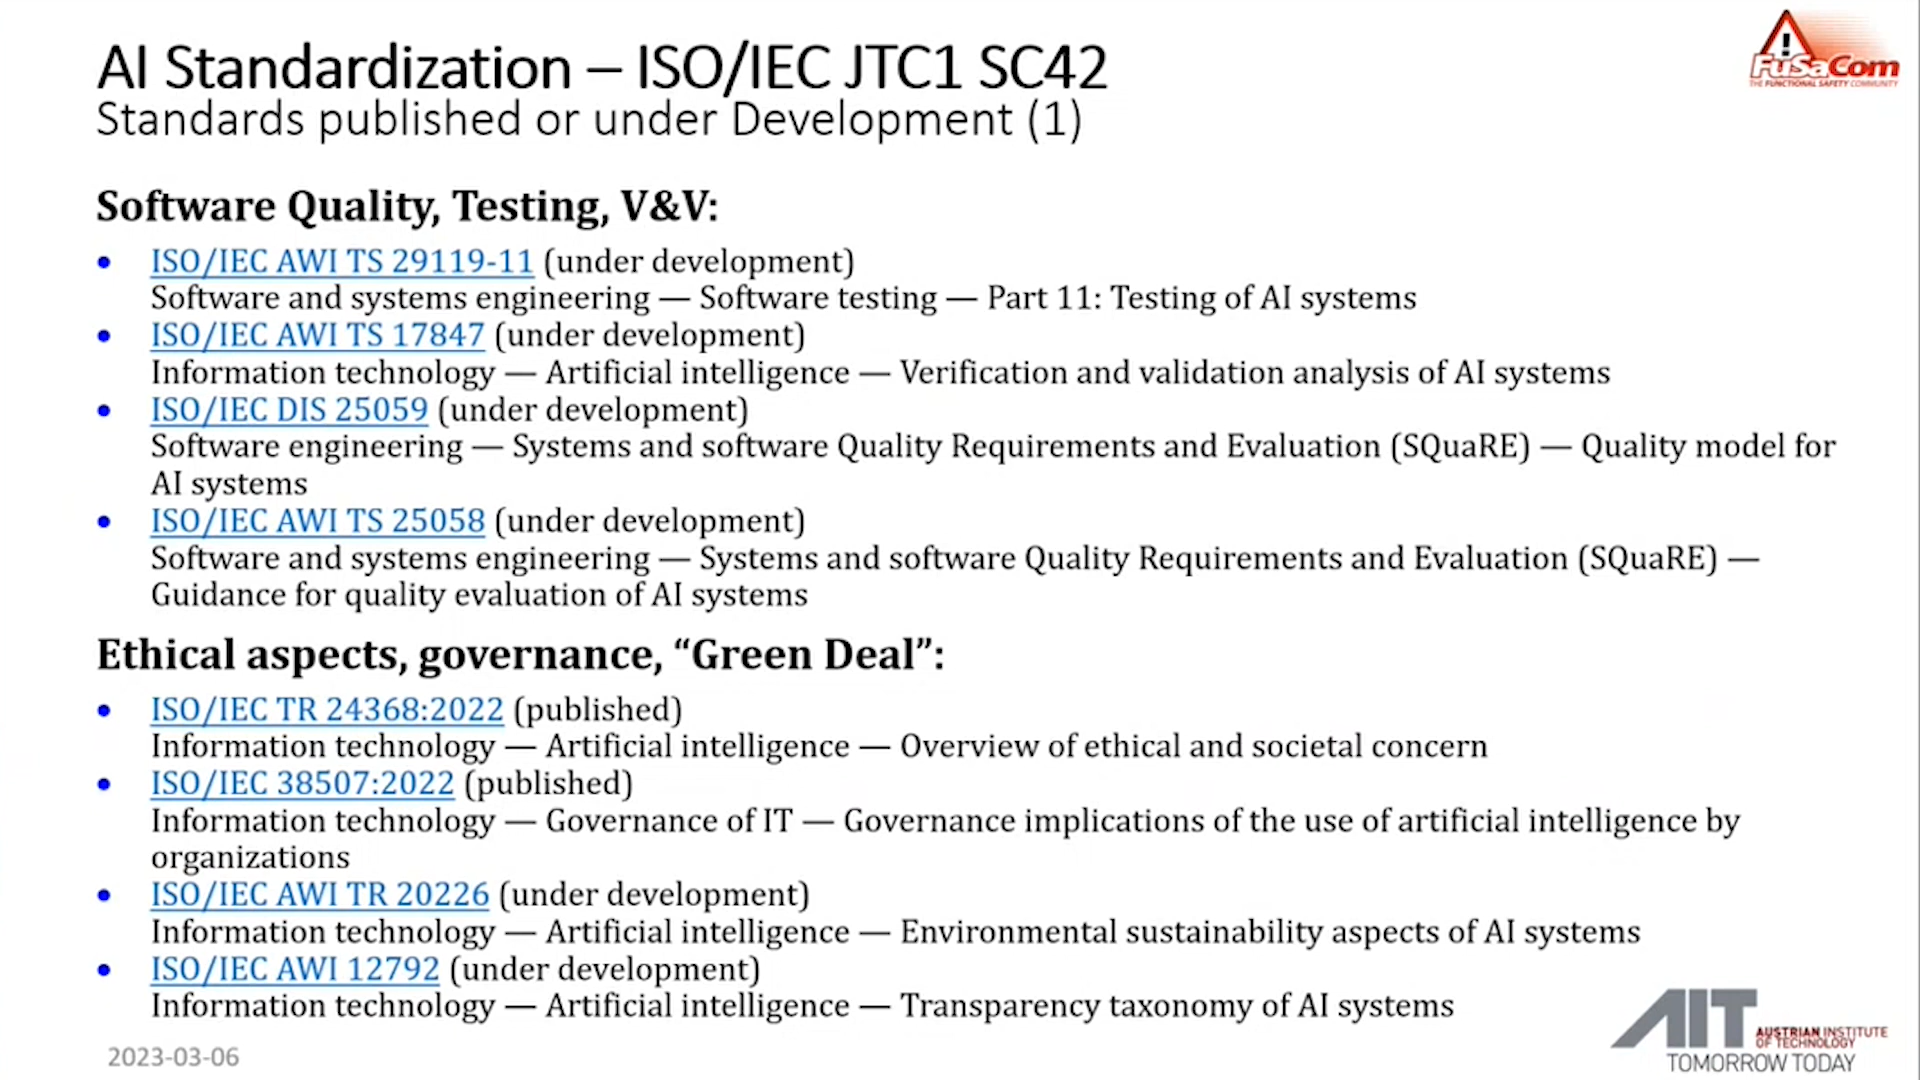 AI Standardization – ISO/IEC JTC1 SC42
Standards published or under Development (1)
FuSaCom
THE FUNCTIONAL SAFETY COMMUNITY
Software Quality, Testing, V&V:
• ISO/IEC AWI TS 29119-11 (under development)
Software and systems engineering — Software testing — Part 11: Testing of AI systems
• ISO/IEC AWI TS 17847 (under development)
Information technology — Artificial intelligence — Verification and validation analysis of AI systems
• ISO/IEC DIS 25059 (under development)
Software engineering — Systems and software Quality Requirements and Evaluation (SQuaRE) — Quality model for
AI systems
• ISO/IEC AWI TS 25058 (under development)
Software and systems engineering — Systems and software Quality Requirements and Evaluation (SQuaRE) —
Guidance for quality evaluation of AI systems
Ethical aspects, governance, “Green Deal”:
• ISO/IEC TR 24368:2022 (published)
Information technology — Artificial intelligence — Overview of ethical and societal concern
• ISO/IEC 38507:2022 (published)
Information technology — Governance of IT — Governance implications of the use of artificial intelligence by
organizations
• ISO/IEC AWI TR 20226 (under development)
Information technology — Artificial intelligence — Environmental sustainability aspects of AI systems
• ISO/IEC AWI 12792 (under development)
Information technology — Artificial intelligence — Transparency taxonomy of AI systems
2023-03-06
AIT
AUSTRIAN INSTITUTE
OF TECHNOLOGY
TOMORROW TODAY